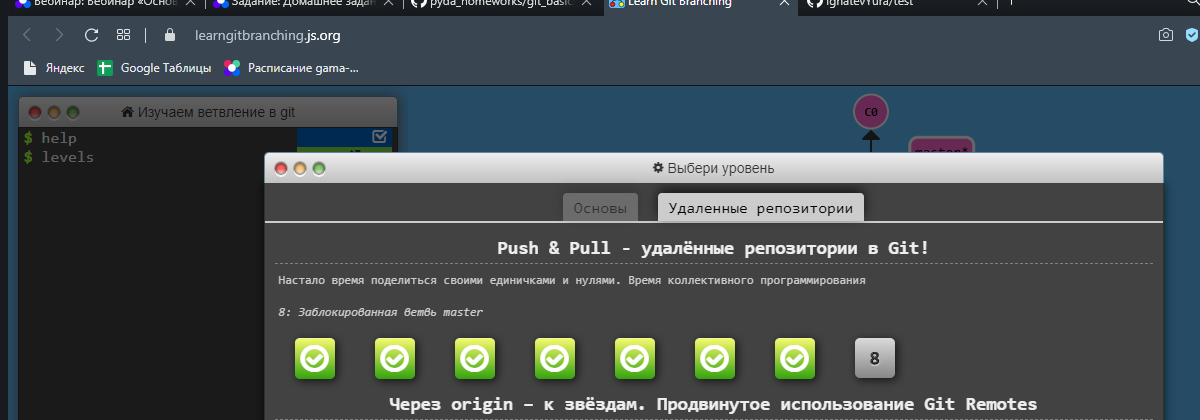 Вебинар: Вебинар «Основ
Задание: Домашнее задан
pyda_homeworks/git_basic
Learn Git Branching
IgnatevYura/test
learngitbranching.js.org
Яндекс
Google Таблицы
Расписание gama-...
Изучаем ветвление в git
$ help
$ levels
C0
master*
Выбери уровень
Основы
Удаленные репозитории
Push & Pull - удалённые репозитории в Git!
Настало время поделиться своими единичками и нулями. Время коллективного программирования
8: Заблокированная ветвь master
8
Через origin – к звёздам. Продвинутое использование Git Remotes